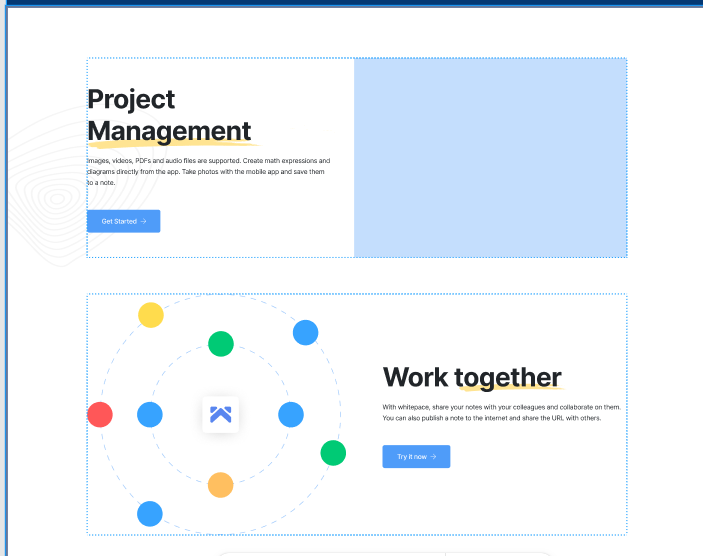 Project
Management
Images, videos, PDFs and audio files are supported. Create math expressions and
diagrams directly from the app. Take photos with the mobile app and save them
to a note.
Get Started →
Work together
With whitepace, share your notes with your colleagues and collaborate on them.
You can also publish a note to the internet and share the URL with others.
Try it now →